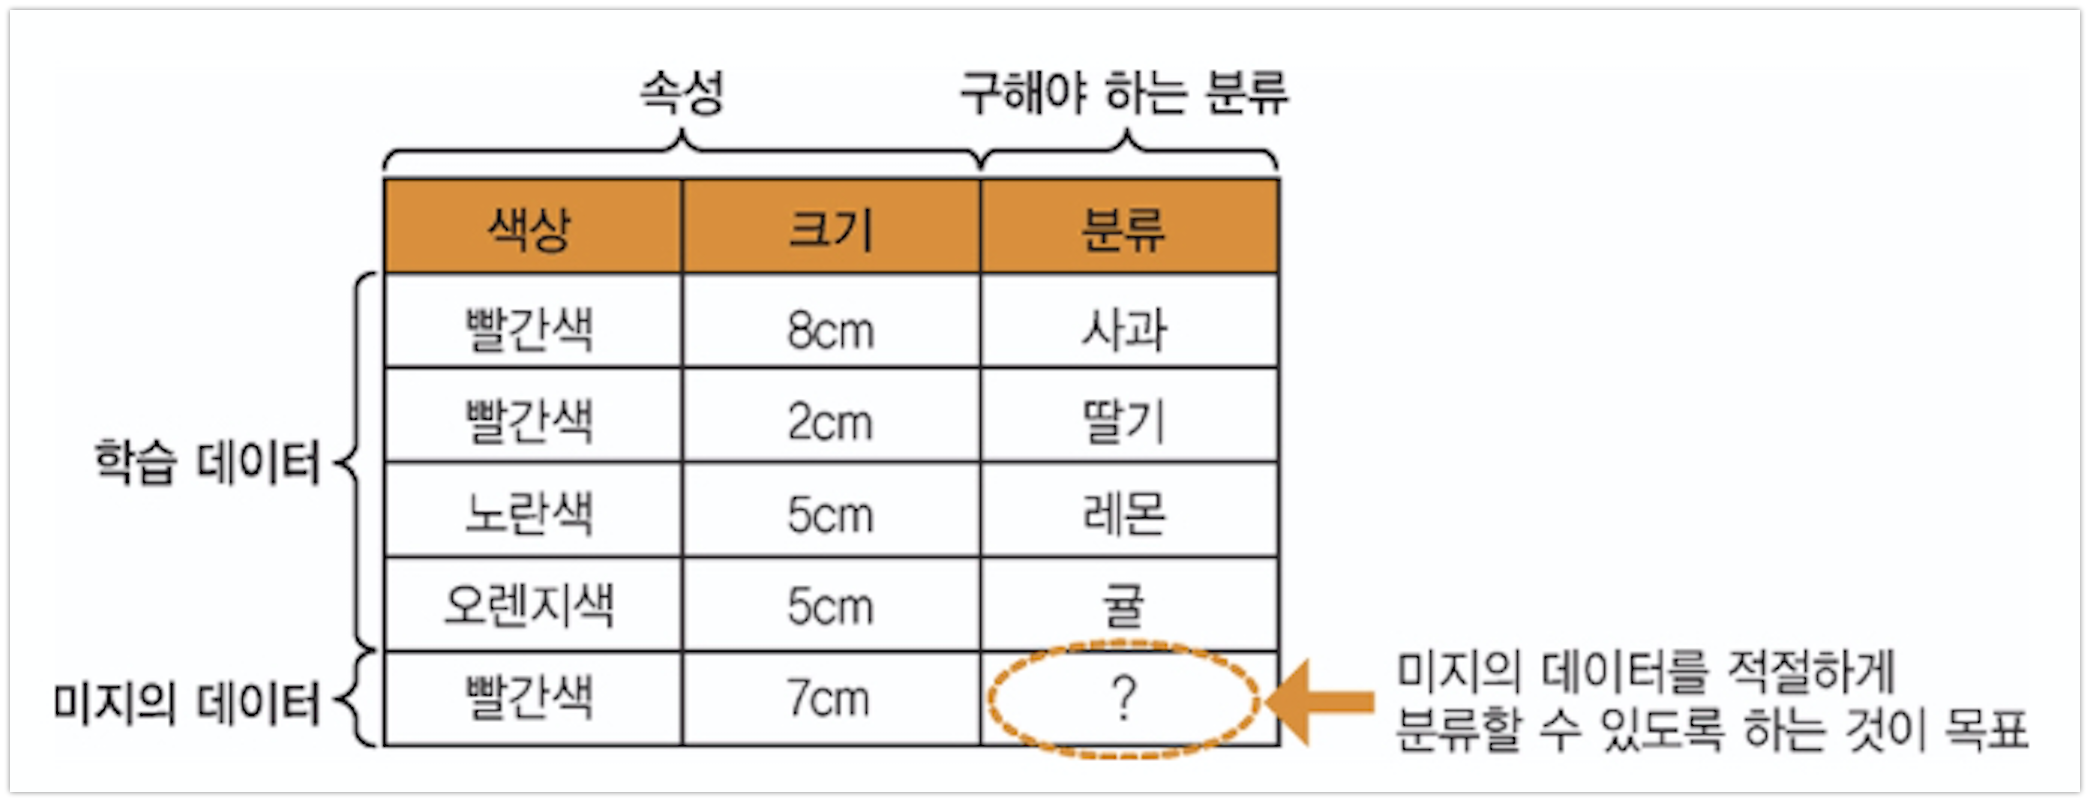 속성
구해야 하는 분류
색상 크기 분류
빨간색 8cm 사과
빨간색 2cm 딸기
학습 데이터
노란색 5cm 레몬
오렌지색 5cm 귤
미지의 데이터
빨간색 7cm ?
미지의 데이터를 적절하게
분류할 수 있도록 하는 것이 목표